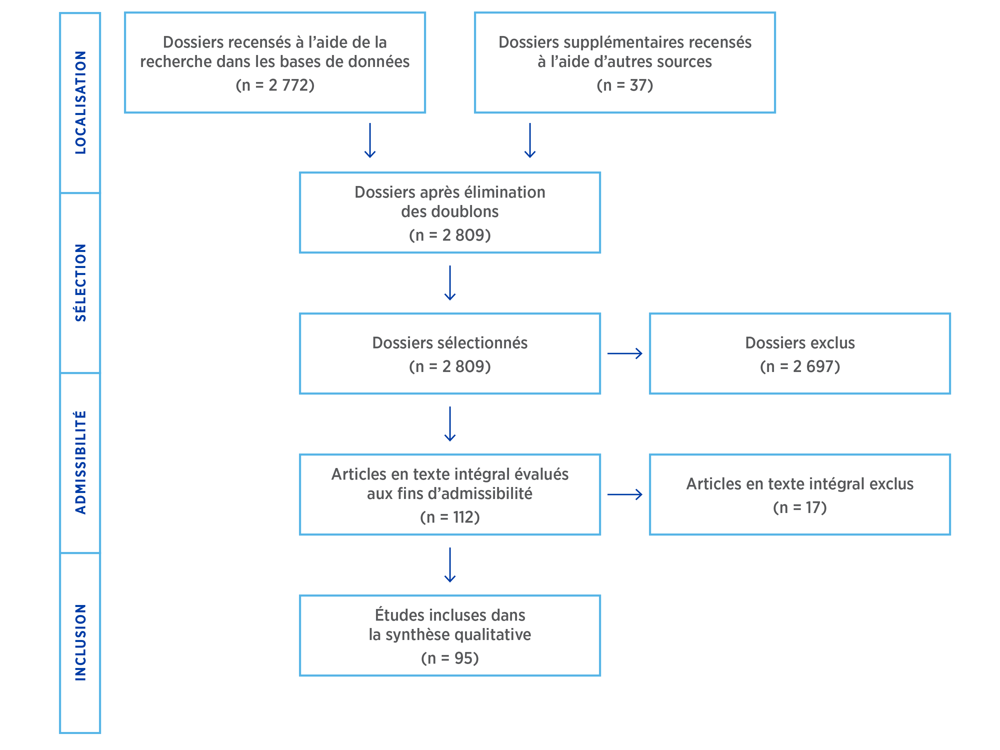 LOCALISATION
Dossiers recensés à l’aide de la
recherche dans les bases de données
(n = 2 772)
Dossiers supplémentaires recensés
à l’aide d’autres sources
(n = 37)
SÉLECTION
Dossiers après élimination
des doublons
(n = 2 809)
Dossiers sélectionnés
(n = 2 809)
Dossiers exclus
(n = 2 697)
ADMISSIBILITÉ
Articles en texte intégral évalués
aux fins d’admissibilité
(n = 112)
Articles en texte intégral exclus
(n = 17)
INCLUSION
Études incluses dans
la synthèse qualitative
(n = 95)